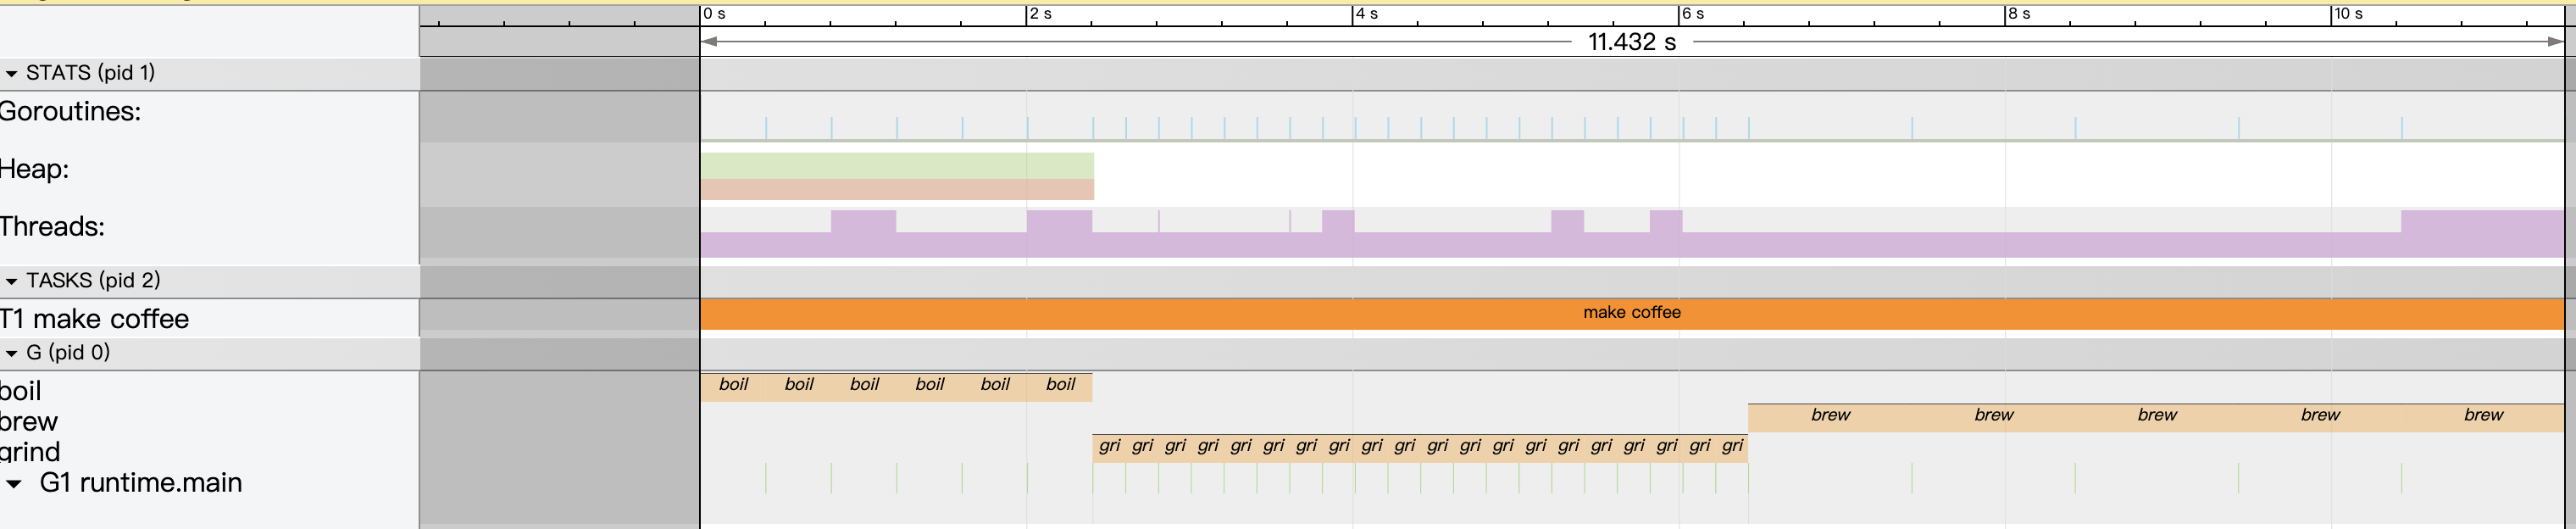 0 s 2 s 4 s 6 s 8 s 10 s
11.432 s
STATS (pid 1)
Goroutines:
Heap:
Threads:
TASKS (pid 2)
T1 make coffee make coffee
G (pid 0)
boil boil boil boil boil boil boil
brew brew brew brew brew brew
grind gri gri gri gri gri gri gri gri gri gri gri gri gri gri gri gri gri gri gri gri
G1 runtime.main